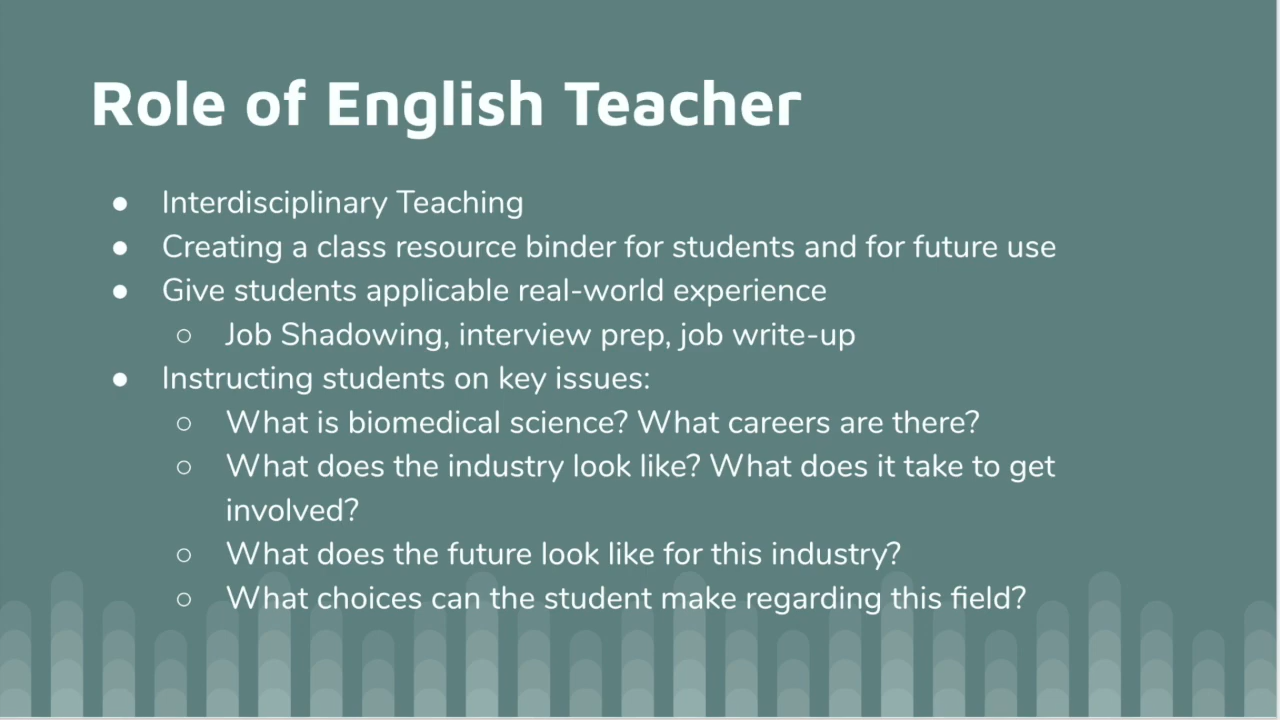 Role of English Teacher
● Interdisciplinary Teaching
● Creating a class resource binder for students and for future use
● Give students applicable real-world experience
○ Job Shadowing, interview prep, job write-up
● Instructing students on key issues:
○ What is biomedical science? What careers are there?
○ What does the industry look like? What does it take to get
involved?
○ What does the future look like for this industry?
○ What choices can the student make regarding this field?